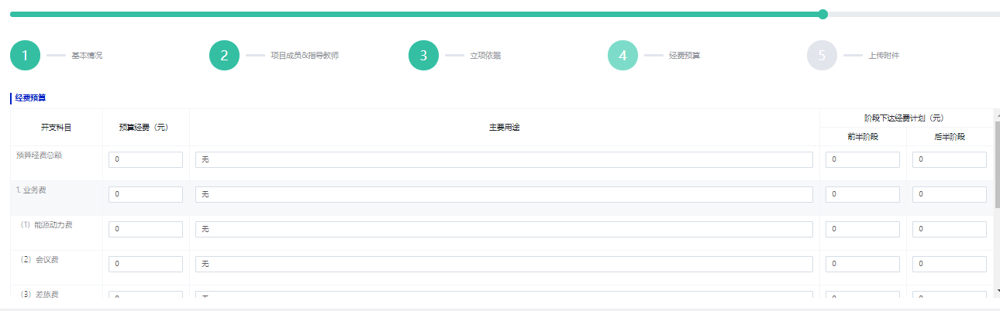 1 基本情况
2 项目成员&指导教师
3 立项依据
4 经费预算
5 上传附件
经费预算
开支科目 预算经费（元） 主要用途 阶段下达经费计划（元）
前半阶段 后半阶段
预算经费总额 0 无 0 0
1. 业务费 0 无 0 0
（1）能源动力费 0 无 0 0
（2）会议费 0 无 0 0
（3）差旅费